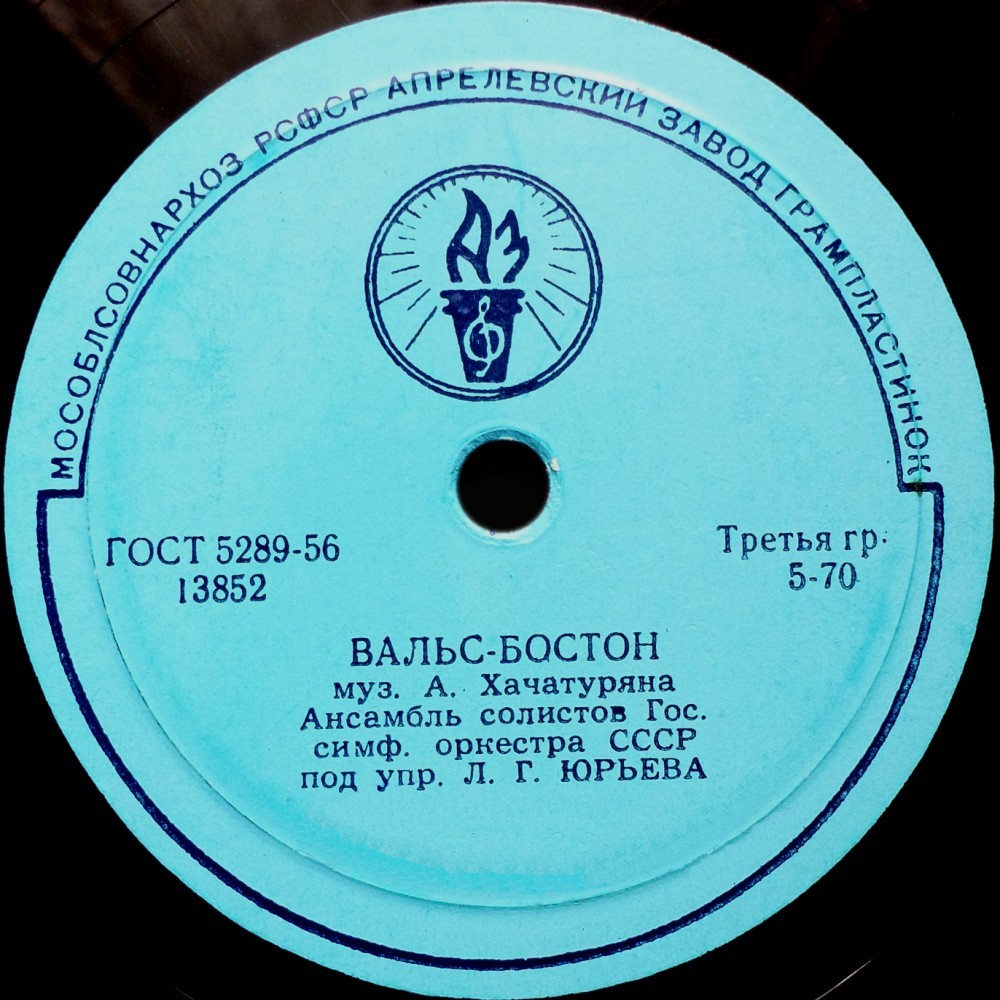 МОСОБЛСОВНАРХОЗ РСФСР АПРЕЛЕВСКИЙ ЗАВОД ГРАМПЛАСТИНОК
АЗ
ГОСТ 5289-56
13852
Третья гр.
5-70
ВАЛЬС-БОСТОН
муз. А. Хачатуряна
Ансамбль солистов Гос.
симф. оркестра СССР
под упр. Л. Г. ЮРЬЕВА